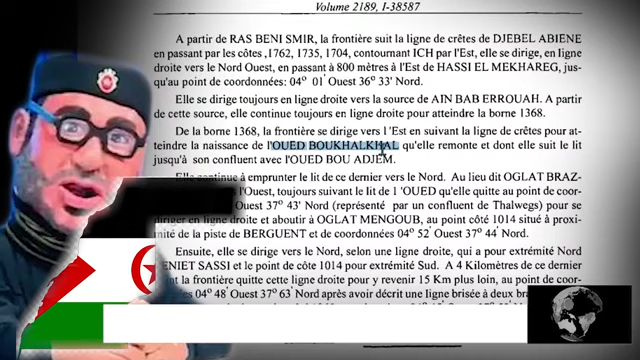 Volume 2189, I-38587
A partir de RAS BENI SMIR, la frontière suit la ligne de crêtes de DJEBEL ABIENE
en passant par les côtes ,1762, 1735, 1704, contournant ICH par l'Est, elle se dirige, en ligne
droite vers le Nord Ouest, en passant à 800 mètres à l'Est de HASSI EL MEKHAREG, jus-
qu'au point de coordonnées: 04° 01' Ouest 36° 33' Nord.
Elle se dirige toujours en ligne droite vers la source de AIN BAB ERROUAH. A partir
de cette source, elle continue toujours en ligne droite pour atteindre la borne 1368.
De la borne 1368, la frontière se dirige vers l'Est en suivant la ligne de crêtes pour at-
teindre la naissance de l'OUED BOUKHALKHAL qu'elle remonte et dont elle suit le lit
jusqu'à son confluent avec l'OUED BOU ADJEM.
Elle continue à emprunter le lit de ce dernier vers le Nord. Au lieu dit OGLAT BRAZ-
l'Ouest, toujours suivant le lit de l'OUED qu'elle quitte au point de coor-
Ouest 37° 43' Nord (représenté par un confluent de Thalwegs) pour se
diriger en ligne droite et aboutir à OGLAT MENGOUB, au point côté 1014 situé à proxi-
mité de la piste de BERGUENT et de coordonnées 04° 52' Ouest 37° 44' Nord.
Ensuite, elle se dirige vers le Nord, selon une ligne droite, qui a pour extrémité Nord
TENIET SASSI et le point de côte 1014 pour extrémité Sud. A 4 Kilomètres de ce dernier
la frontière quitte cette ligne droite pour y revenir 15 Km plus loin, au point de coor-
04° 48' Ouest 37° 63' Nord après avoir décrit une ligne brisée à deux